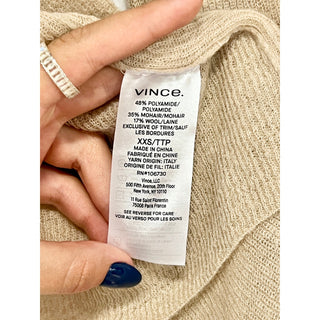 VINCE.
48% POLYAMIDE/
POLYAMIDE
35% MOHAIR/MOHAIR
17% WOOL/LAINE
EXCLUSIVE OF TRIM/SAUF
LES BORDURES
XXS/TTP
MADE IN CHINA
FABRIQUÉ EN CHINE
YARN ORIGIN: ITALY
ORIGINE DE FIL: ITALIE
RN#106730
Vince, LLC
500 Fifth Avenue, 20th Floor
New York, NY 10110
11 Rue Saint Florentin
75008 Paris France
SEE REVERSE FOR CARE
VOIR AU VERSO POUR LES SOINS